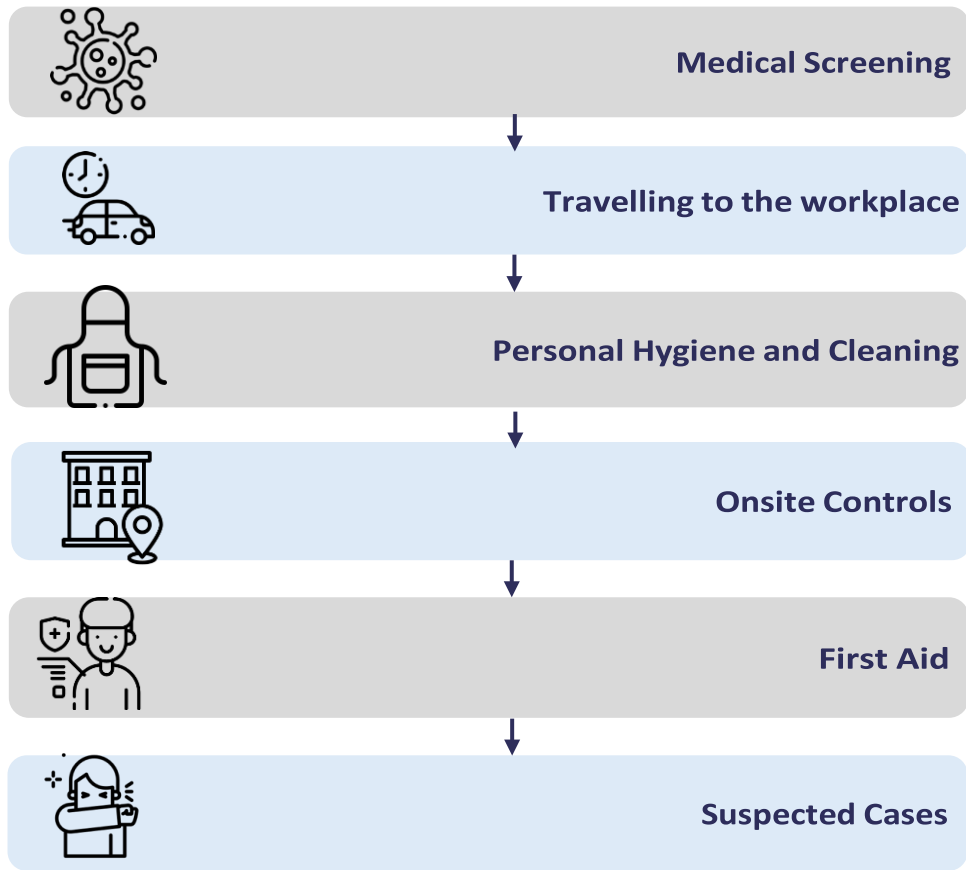 Medical Screening
Travelling to the workplace
Personal Hygiene and Cleaning
Onsite Controls
First Aid
Suspected Cases